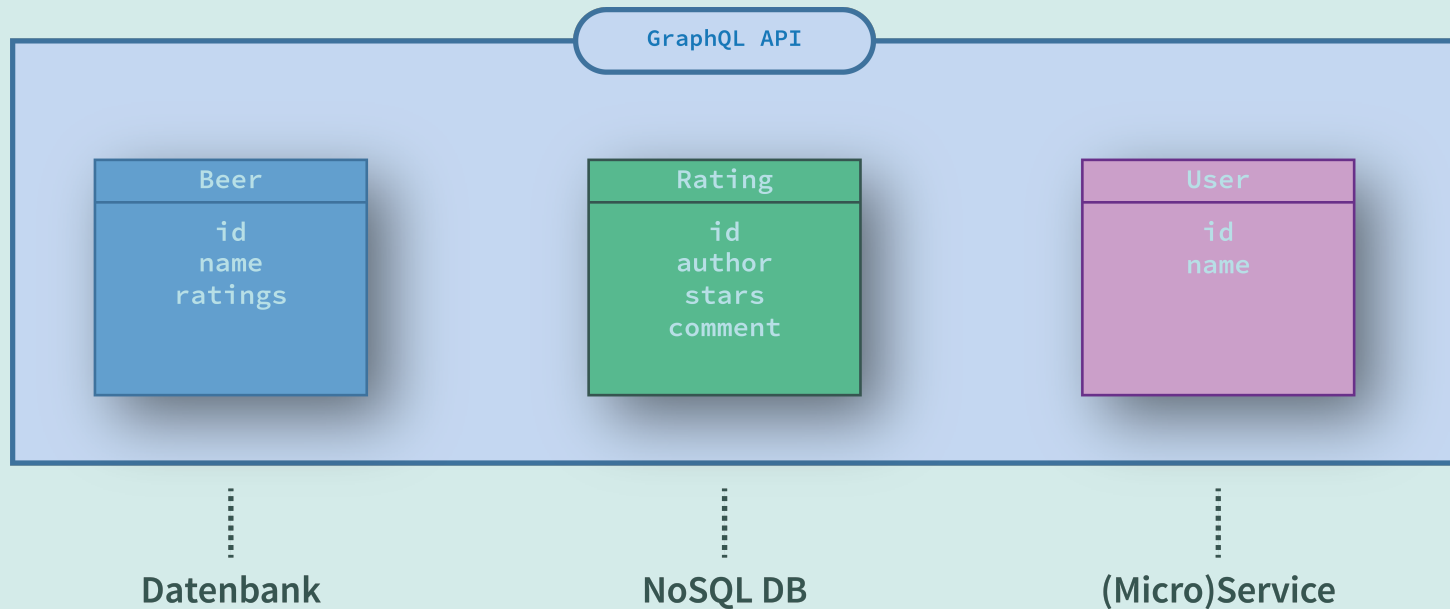 GraphQL API
Beer
id
name
ratings
Rating
id
author
stars
comment
User
id
name
Datenbank
NoSQL DB
(Micro)Service